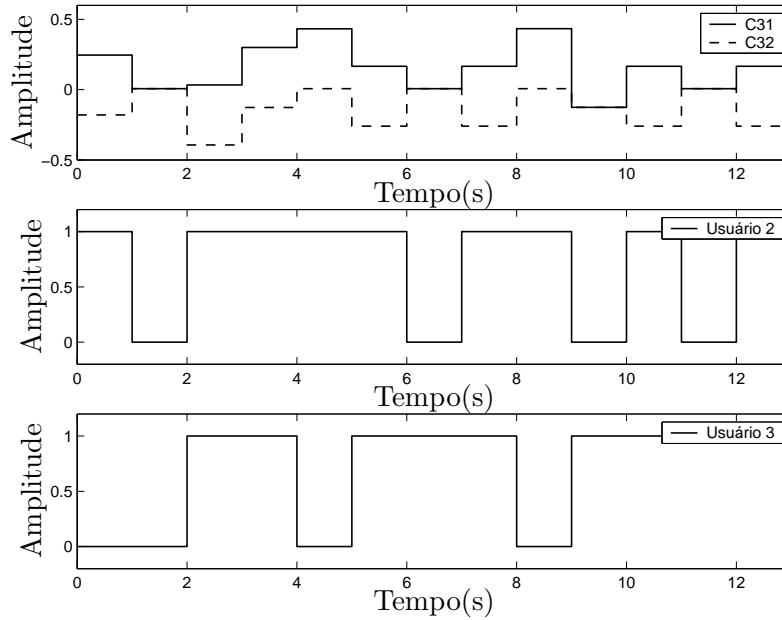 0.5
0
−0.5
Amplitude
C31
C32
0 2 4 6 8 10 12
Tempo(s)
1
0.5
0
Amplitude
Usuário 2
0 2 4 6 8 10 12
Tempo(s)
1
0.5
0
Amplitude
Usuário 3
0 2 4 6 8 10 12
Tempo(s)